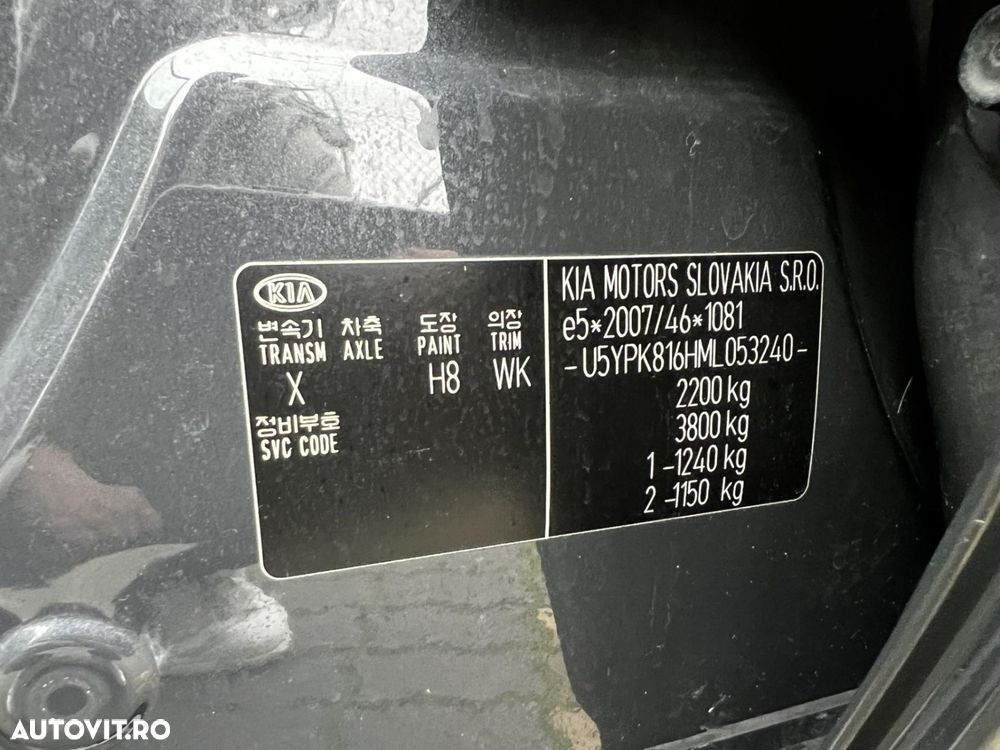 KIA
변속기 차축 도장 의장
TRANSM AXLE PAINT TRIM
X H8 WK
정비부호
SVC CODE
KIA MOTORS SLOVAKIA S.R.O.
e5*2007/46*1081
-U5YPK816HML053240-
2200 kg
3800 kg
1-1240 kg
2-1150 kg
AUTOVIT.RO